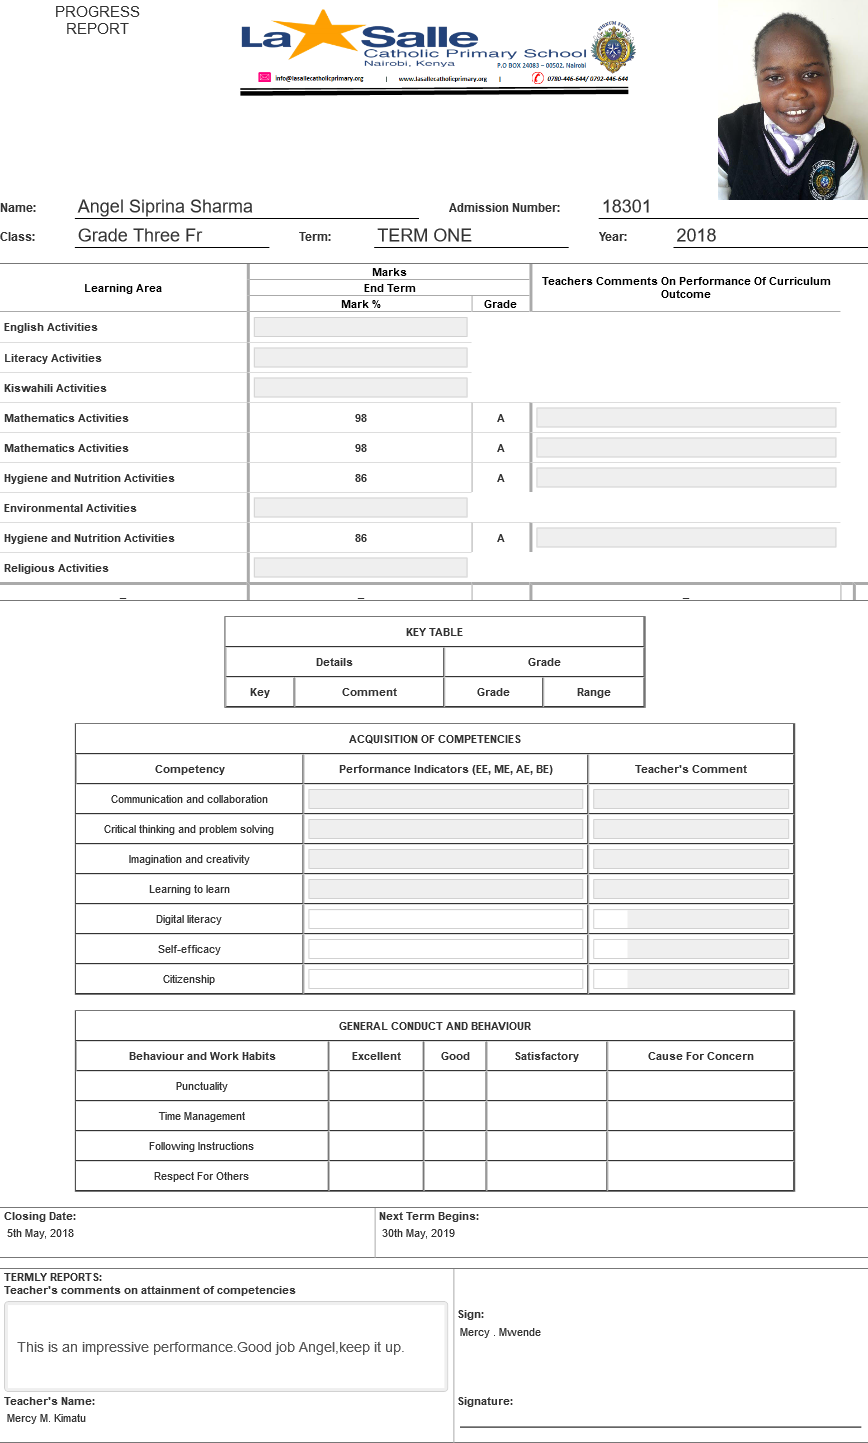 PROGRESS
REPORT
La Salle
Catholic Primary School
Nairobi, Kenya
P.O BOX 24083 – 00502, Nairobi
info@lasallecatholicprimary.org | www.lasallecatholicprimary.org | 0780-446-644/ 0792-446-644
Name: Angel Siprina Sharma Admission Number: 18301
Class: Grade Three Fr Term: TERM ONE Year: 2018
Learning Area
Marks
End Term
Mark % Grade
Teachers Comments On Performance Of Curriculum
Outcome
English Activities
Literacy Activities
Kiswahili Activities
Mathematics Activities 98 A
Mathematics Activities 98 A
Hygiene and Nutrition Activities 86 A
Environmental Activities
Hygiene and Nutrition Activities 86 A
Religious Activities
_ _ _
KEY TABLE
Details Grade
Key Comment Grade Range
ACQUISITION OF COMPETENCIES
Competency Performance Indicators (EE, ME, AE, BE) Teacher's Comment
Communication and collaboration
Critical thinking and problem solving
Imagination and creativity
Learning to learn
Digital literacy
Self-efficacy
Citizenship
GENERAL CONDUCT AND BEHAVIOUR
Behaviour and Work Habits Excellent Good Satisfactory Cause For Concern
Punctuality
Time Management
Following Instructions
Respect For Others
Closing Date: Next Term Begins:
5th May, 2018 30th May, 2019
TERMLY REPORTS:
Teacher's comments on attainment of competencies
This is an impressive performance.Good job Angel,keep it up.
Sign:
Mercy . Mwende
Teacher's Name: Signature:
Mercy M. Kimatu